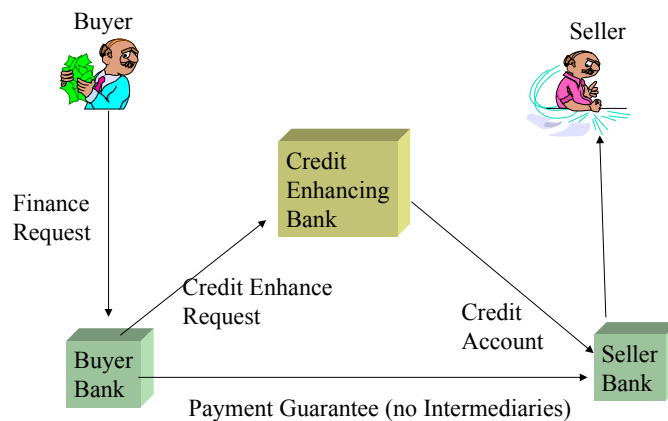 Buyer
Seller
Credit
Enhancing
Bank
Finance
Request
Credit Enhance
Request
Credit
Account
Buyer
Bank
Seller
Bank
Payment Guarantee (no Intermediaries)